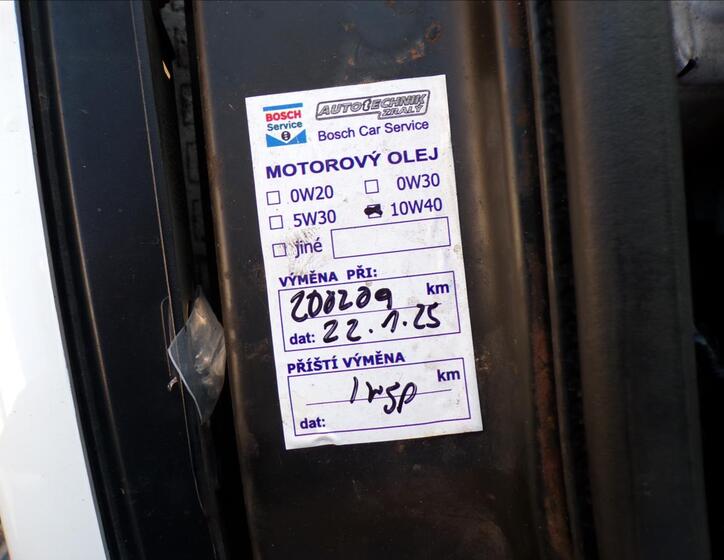 BOSCH
Service
AUTOTECHNIK
ZRALÝ
Bosch Car Service
MOTOROVÝ OLEJ
0W20 0W30
5W30 10W40
jiné
VÝMĚNA PŘI:
km
dat: 22.1.25
PŘÍŠTÍ VÝMĚNA
km
dat: